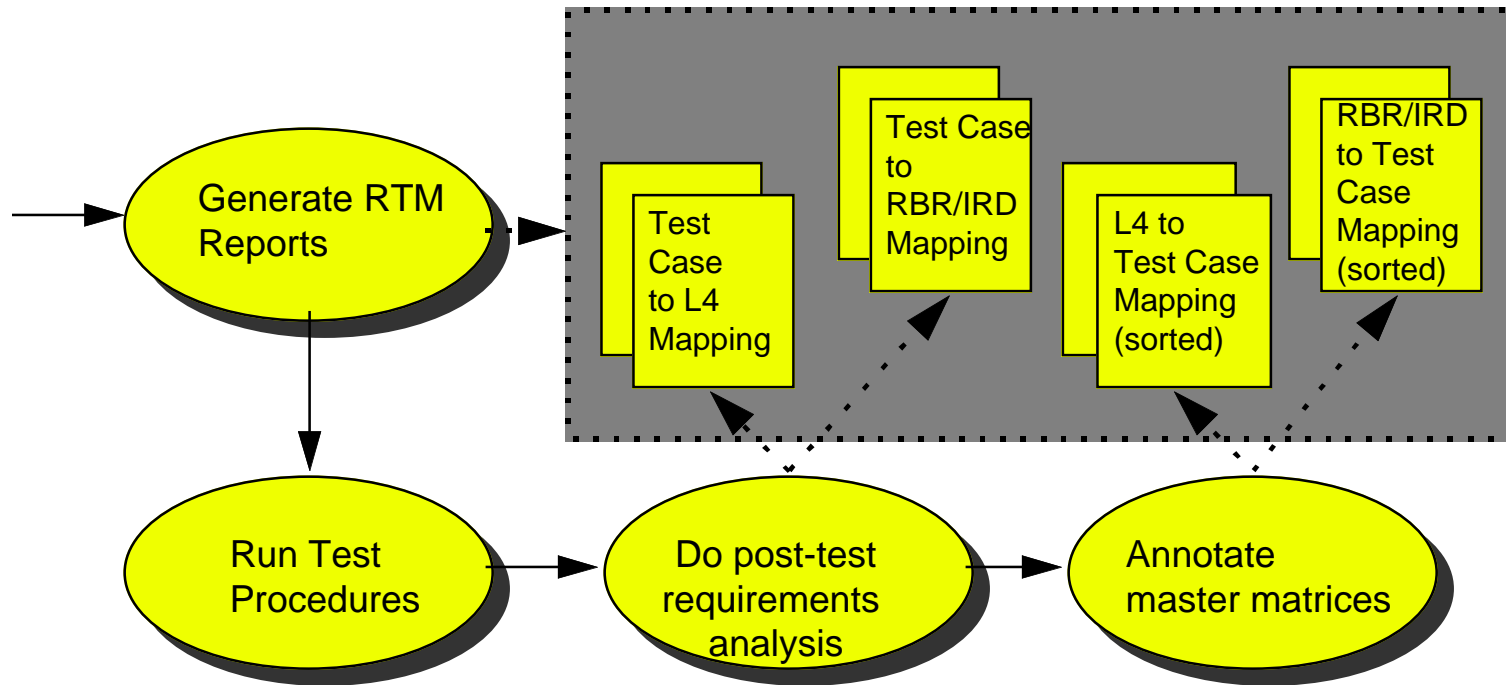 Generate RTM
Reports
Test
Case
to L4
Mapping
Test Case
to
RBR/IRD
Mapping
L4 to
Test Case
Mapping
(sorted)
RBR/IRD
to Test
Case
Mapping
(sorted)
Run Test
Procedures
Do post-test
requirements
analysis
Annotate
master matrices